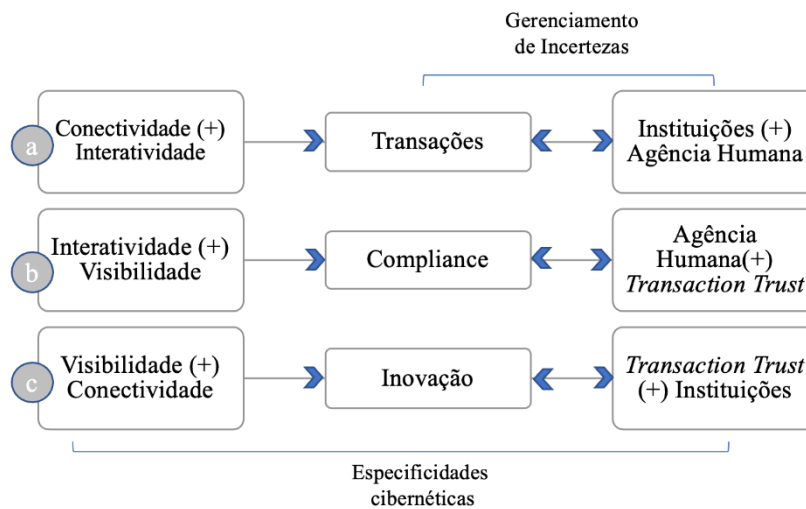 Gerenciamento
de Incertezas
a
Conectividade (+)
Interatividade
Transações
Instituições (+)
Agência Humana
b
Interatividade (+)
Visibilidade
Compliance
Agência
Humana(+)
Transaction Trust
c
Visibilidade (+)
Conectividade
Inovação
Transaction Trust
(+) Instituições
Especificidades
cibernéticas